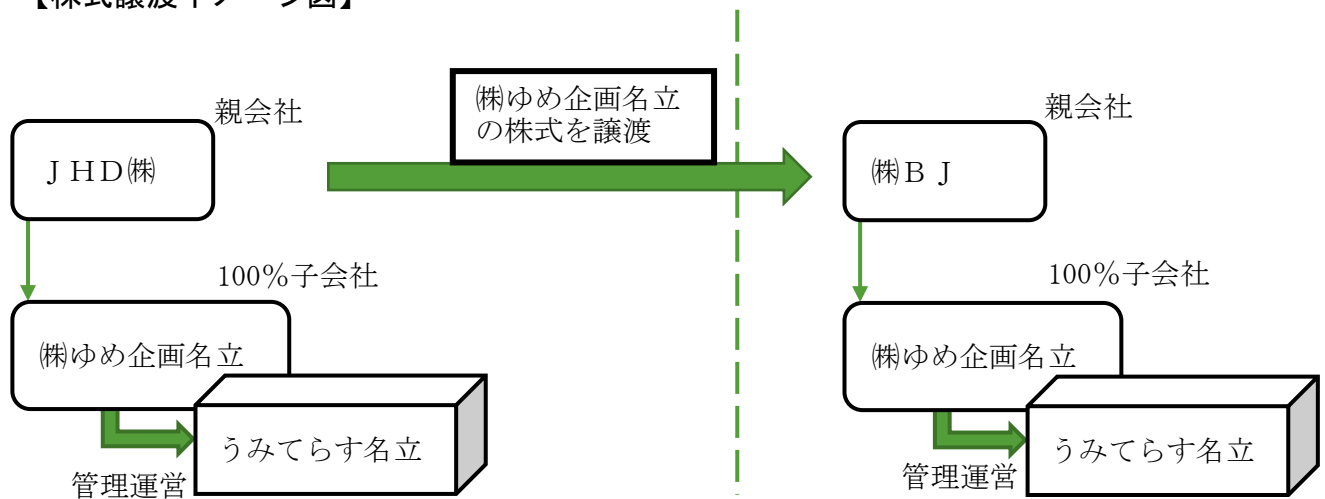 【株式譲渡イメージ図】
㈱ゆめ企画名立
の株式を譲渡
親会社
ＪＨＤ㈱
100％子会社
㈱ゆめ企画名立
うみてらす名立
管理運営
親会社
㈱ＢＪ
100％子会社
㈱ゆめ企画名立
うみてらす名立
管理運営